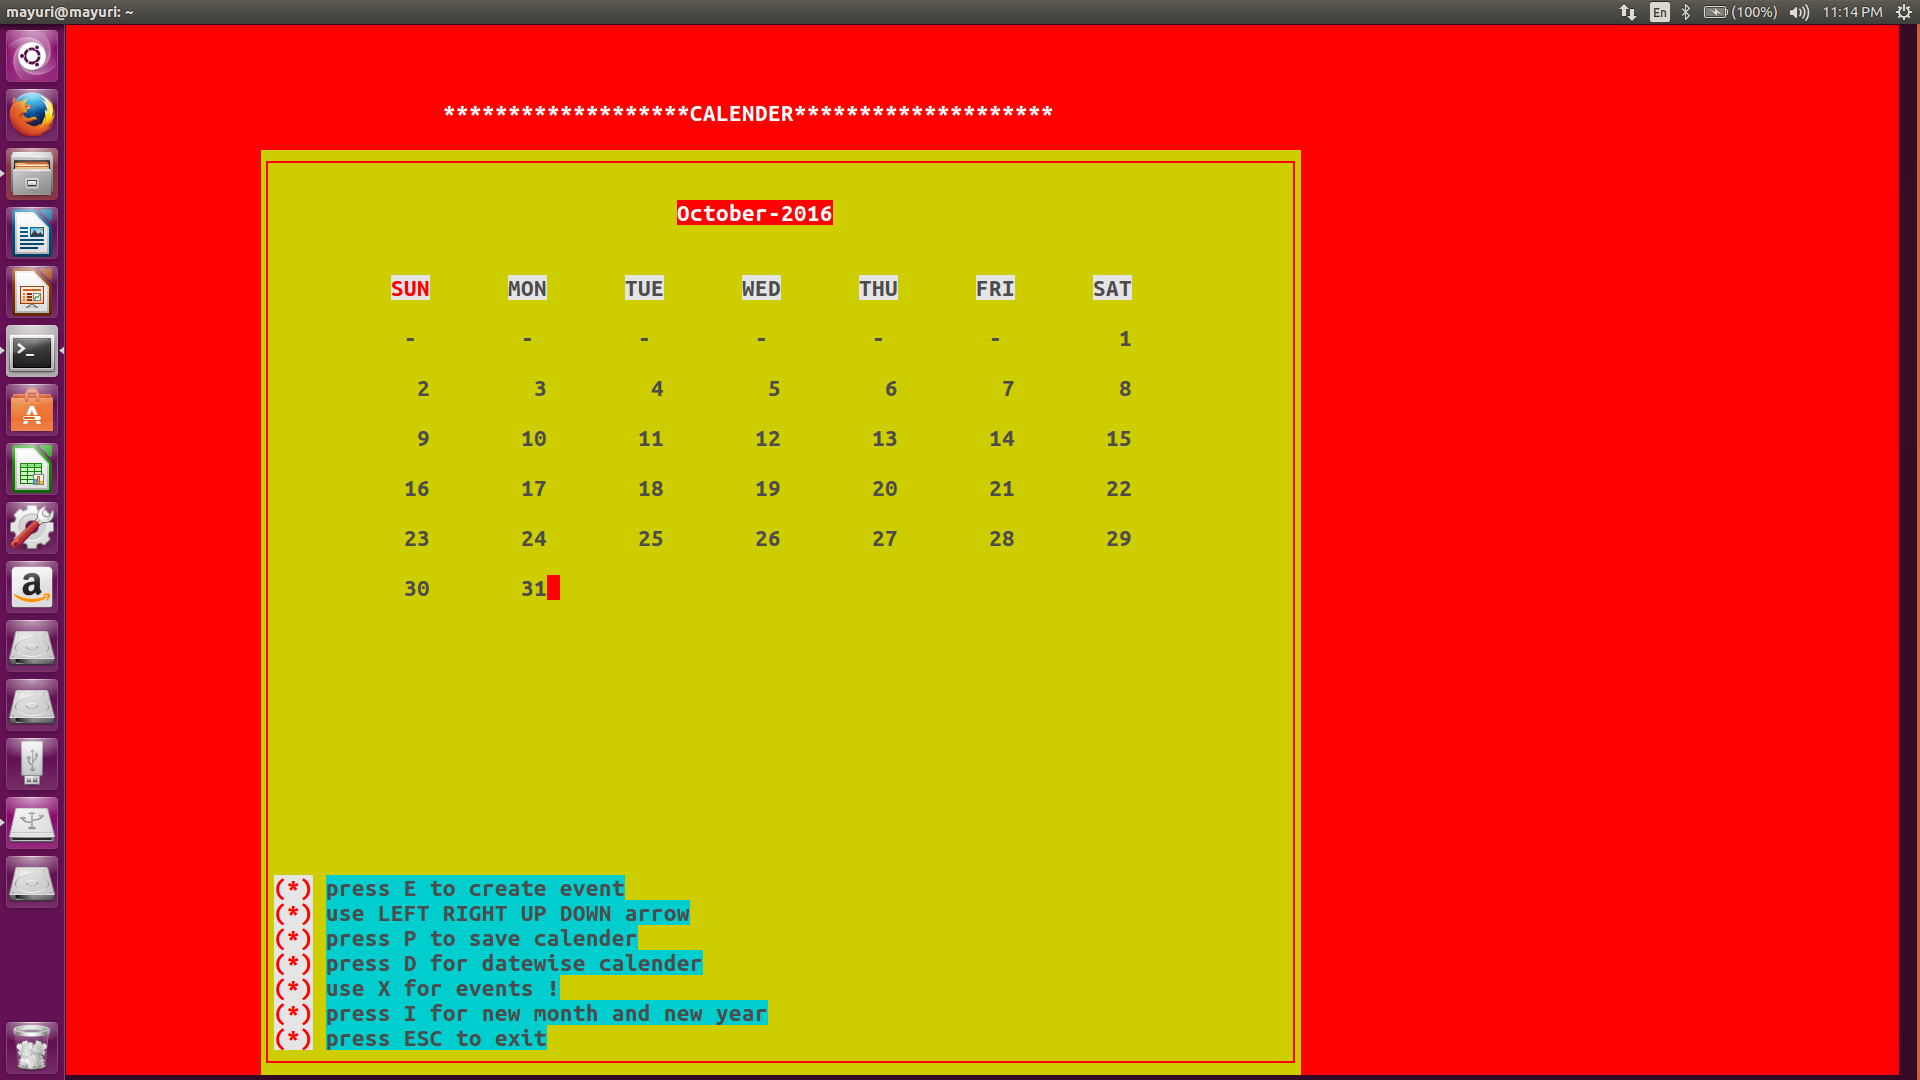 mayuri@mayuri: ~
En (100%) 11:14 PM
*******************CALENDER********************
October-2016
SUN MON TUE WED THU FRI SAT
- - - - - - 1
2 3 4 5 6 7 8
9 10 11 12 13 14 15
16 17 18 19 20 21 22
23 24 25 26 27 28 29
30 31
(*) press E to create event
(*) use LEFT RIGHT UP DOWN arrow
(*) press P to save calender
(*) press D for datewise calender
(*) use X for events !
(*) press I for new month and new year
(*) press ESC to exit